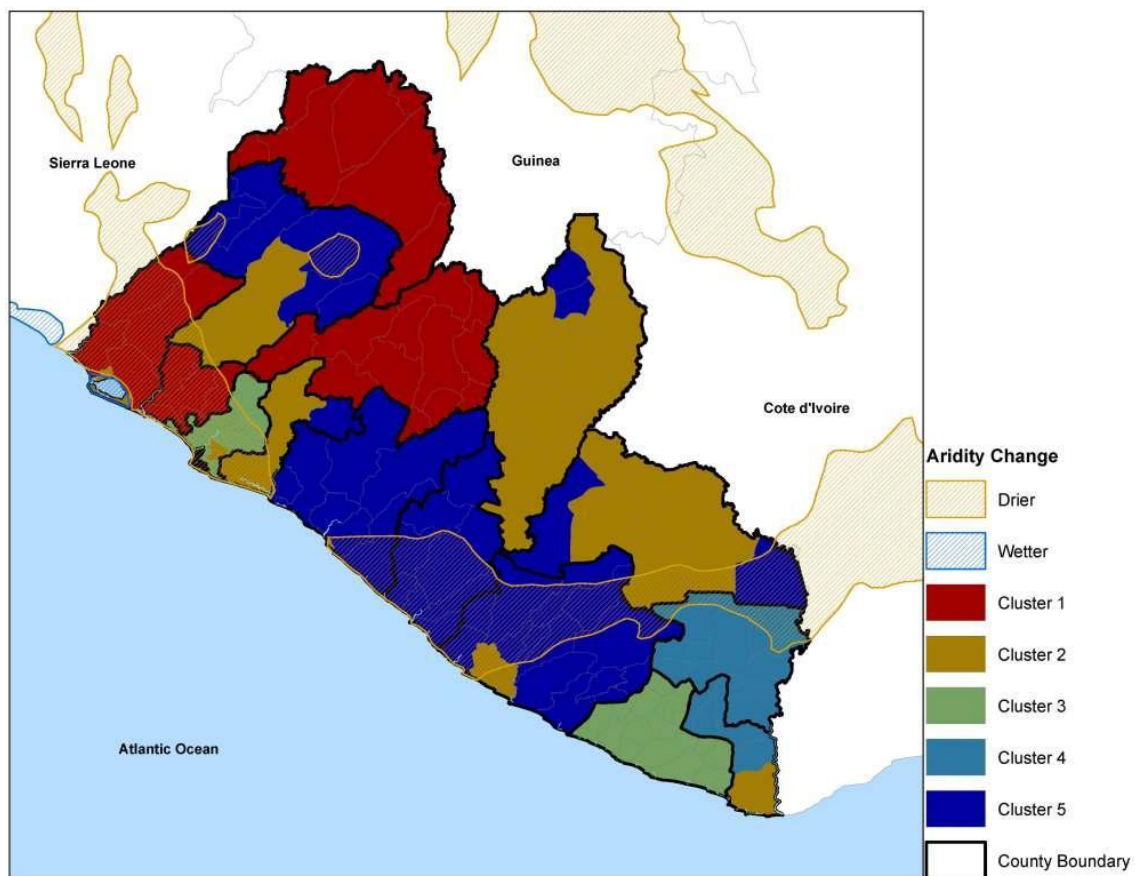 Sierra Leone
Guinea
Cote d'Ivoire
Atlantic Ocean
Aridity Change
Drier
Wetter
Cluster 1
Cluster 2
Cluster 3
Cluster 4
Cluster 5
County Boundary